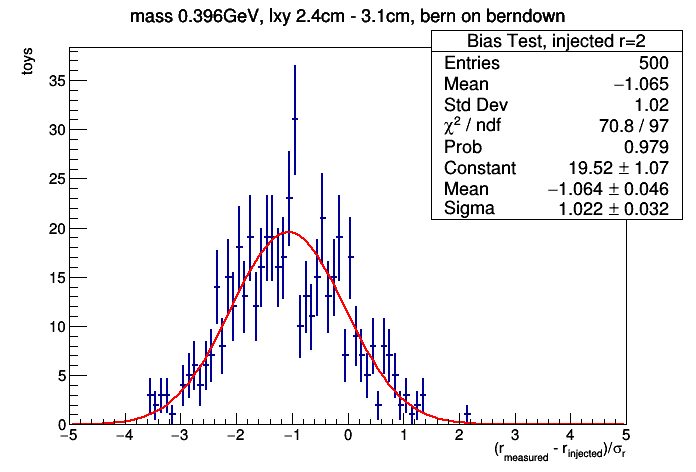 mass 0.396GeV, lxy 2.4cm - 3.1cm, bern on berndown
Bias Test, injected r=2
Entries 500
Mean −1.065
Std Dev 1.02
χ² / ndf 70.8 / 97
Prob 0.979
Constant 19.52 ± 1.07
Mean −1.064 ± 0.046
Sigma 1.022 ± 0.032
toys
35
30
25
20
15
10
5
0
−5 −4 −3 −2 −1 0 1 2 3 4 5
(r_measured - r_injected)/σ_r